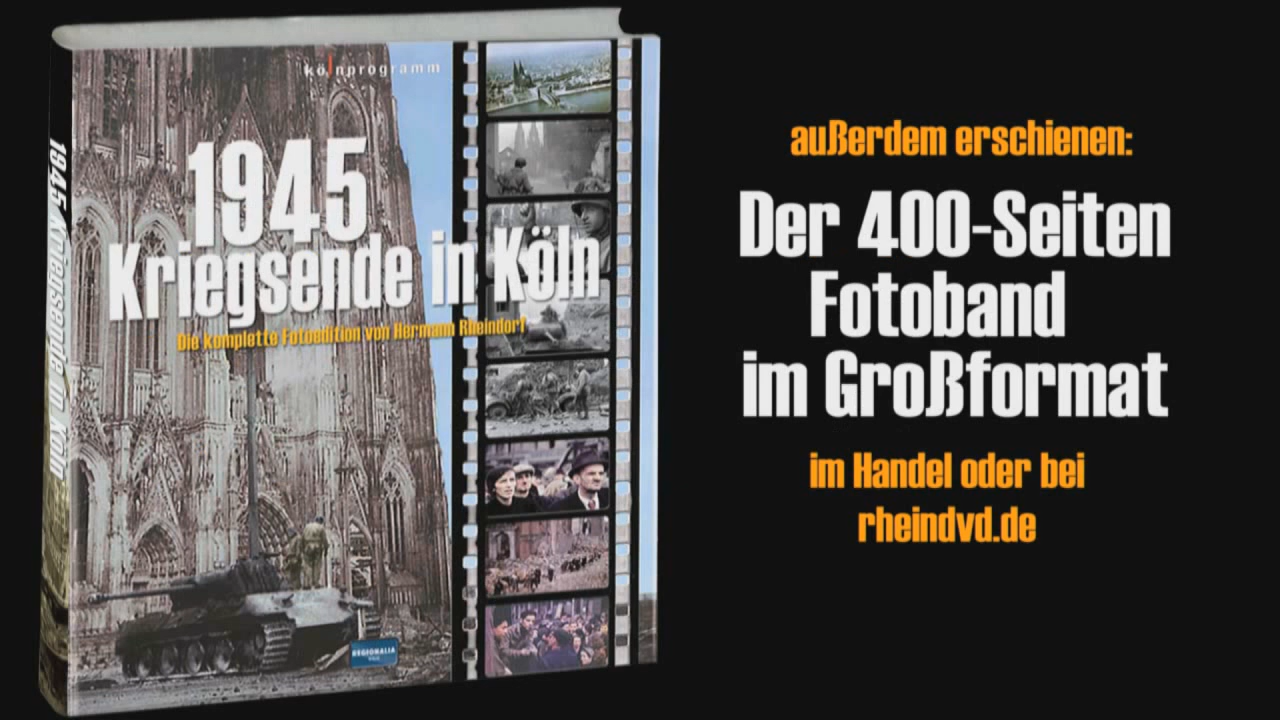 kölnprogramm
1945
Kriegsende in Köln
Die komplette Fotoedition von Hermann Rheindorf
1945 Kriegsende in Köln
REGIONALIA
außerdem erschienen:
Der 400-Seiten
Fotoband
im Großformat
im Handel oder bei
rheindvd.de